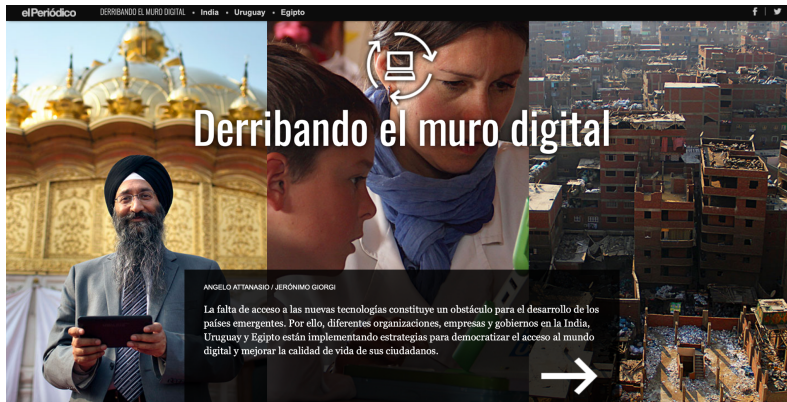 elPeriódico DERRIBANDO EL MURO DIGITAL • India • Uruguay • Egipto
Derribando el muro digital
ANGELO ATTANASIO / JERÓNIMO GIORGI
La falta de acceso a las nuevas tecnologías constituye un obstáculo para el desarrollo de los
países emergentes. Por ello, diferentes organizaciones, empresas y gobiernos en la India,
Uruguay y Egipto están implementando estrategias para democratizar el acceso al mundo
digital y mejorar la calidad de vida de sus ciudadanos.